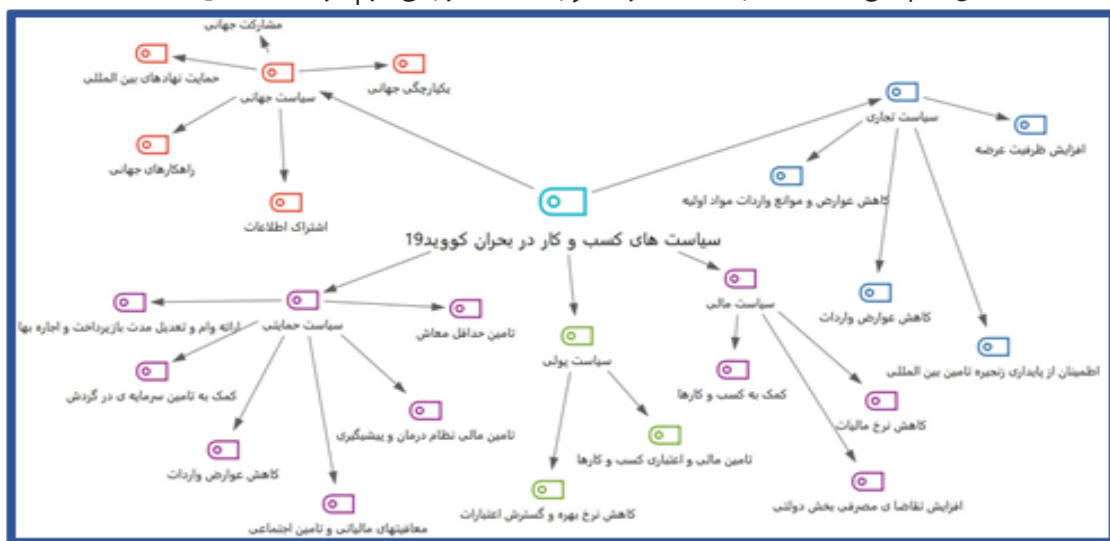 مشارکت جهانی
حمایت نهادهای بین المللی
سیاست جهانی
یکپارچگی جهانی
راهکارهای جهانی
اشتراک اطلاعات
سیاست تجاری
افزایش ظرفیت عرضه
کاهش عوارض و موانع واردات مواد اولیه
کاهش عوارض واردات
اطمینان از پایداری زنجیره تامین بین المللی
سیاست های کسب و کار در بحران کووید19
سیاست مالی
کمک به کسب و کارها
کاهش نرخ مالیات
افزایش تقاضا ی مصرفی بخش دولتی
سیاست پولی
تامین مالی و اعتباری کسب و کارها
کاهش نرخ بهره و گسترش اعتبارات
سیاست حمایتی
تامین حداقل معاش
ارائه وام و تعدیل مدت بازپرداخت و اجاره بها
کمک به تامین سرمایه ی در گردش
کاهش عوارض واردات
معافیتهای مالیاتی و تامین اجتماعی
تامین مالی نظام درمان و پیشگیری